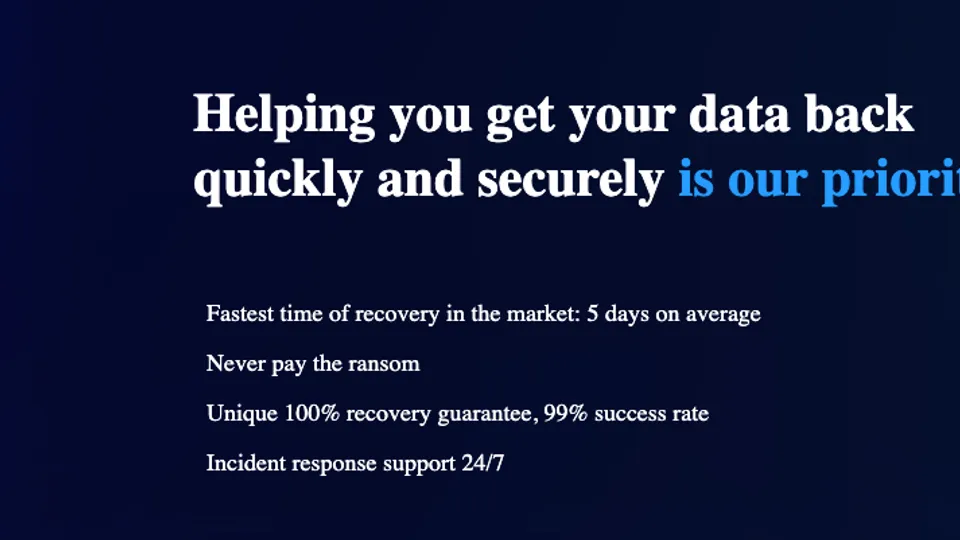 Helping you get your data back
quickly and securely is our
Fastest time of recovery in the market: 5 days on average
Never pay the ransom
Unique 100% recovery guarantee, 99% success rate
Incident response support 24/7